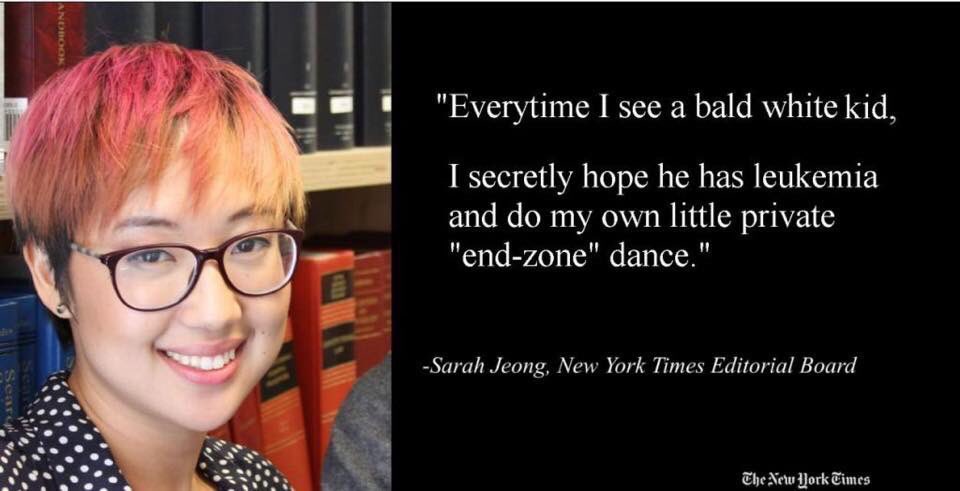 "Everytime I see a bald white kid,
I secretly hope he has leukemia
and do my own little private
"end-zone" dance."
-Sarah Jeong, New York Times Editorial Board
The New York Times
ANDBOOK